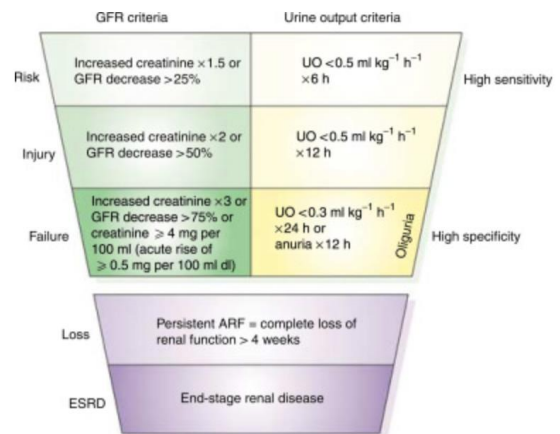 GFR criteria
Urine output criteria
Risk
Increased creatinine ×1.5 or
GFR decrease >25%
UO <0.5 ml kg⁻¹ h⁻¹
×6 h
High sensitivity
Injury
Increased creatinine ×2 or
GFR decrease >50%
UO <0.5 ml kg⁻¹ h⁻¹
×12 h
Failure
Increased creatinine ×3 or
GFR decrease >75% or
creatinine ⩾ 4 mg per
100 ml (acute rise of
⩾ 0.5 mg per 100 ml dl)
UO <0.3 ml kg⁻¹ h⁻¹
×24 h or
anuria ×12 h
Oliguria
High specificity
Loss
Persistent ARF = complete loss of
renal function > 4 weeks
ESRD
End-stage renal disease